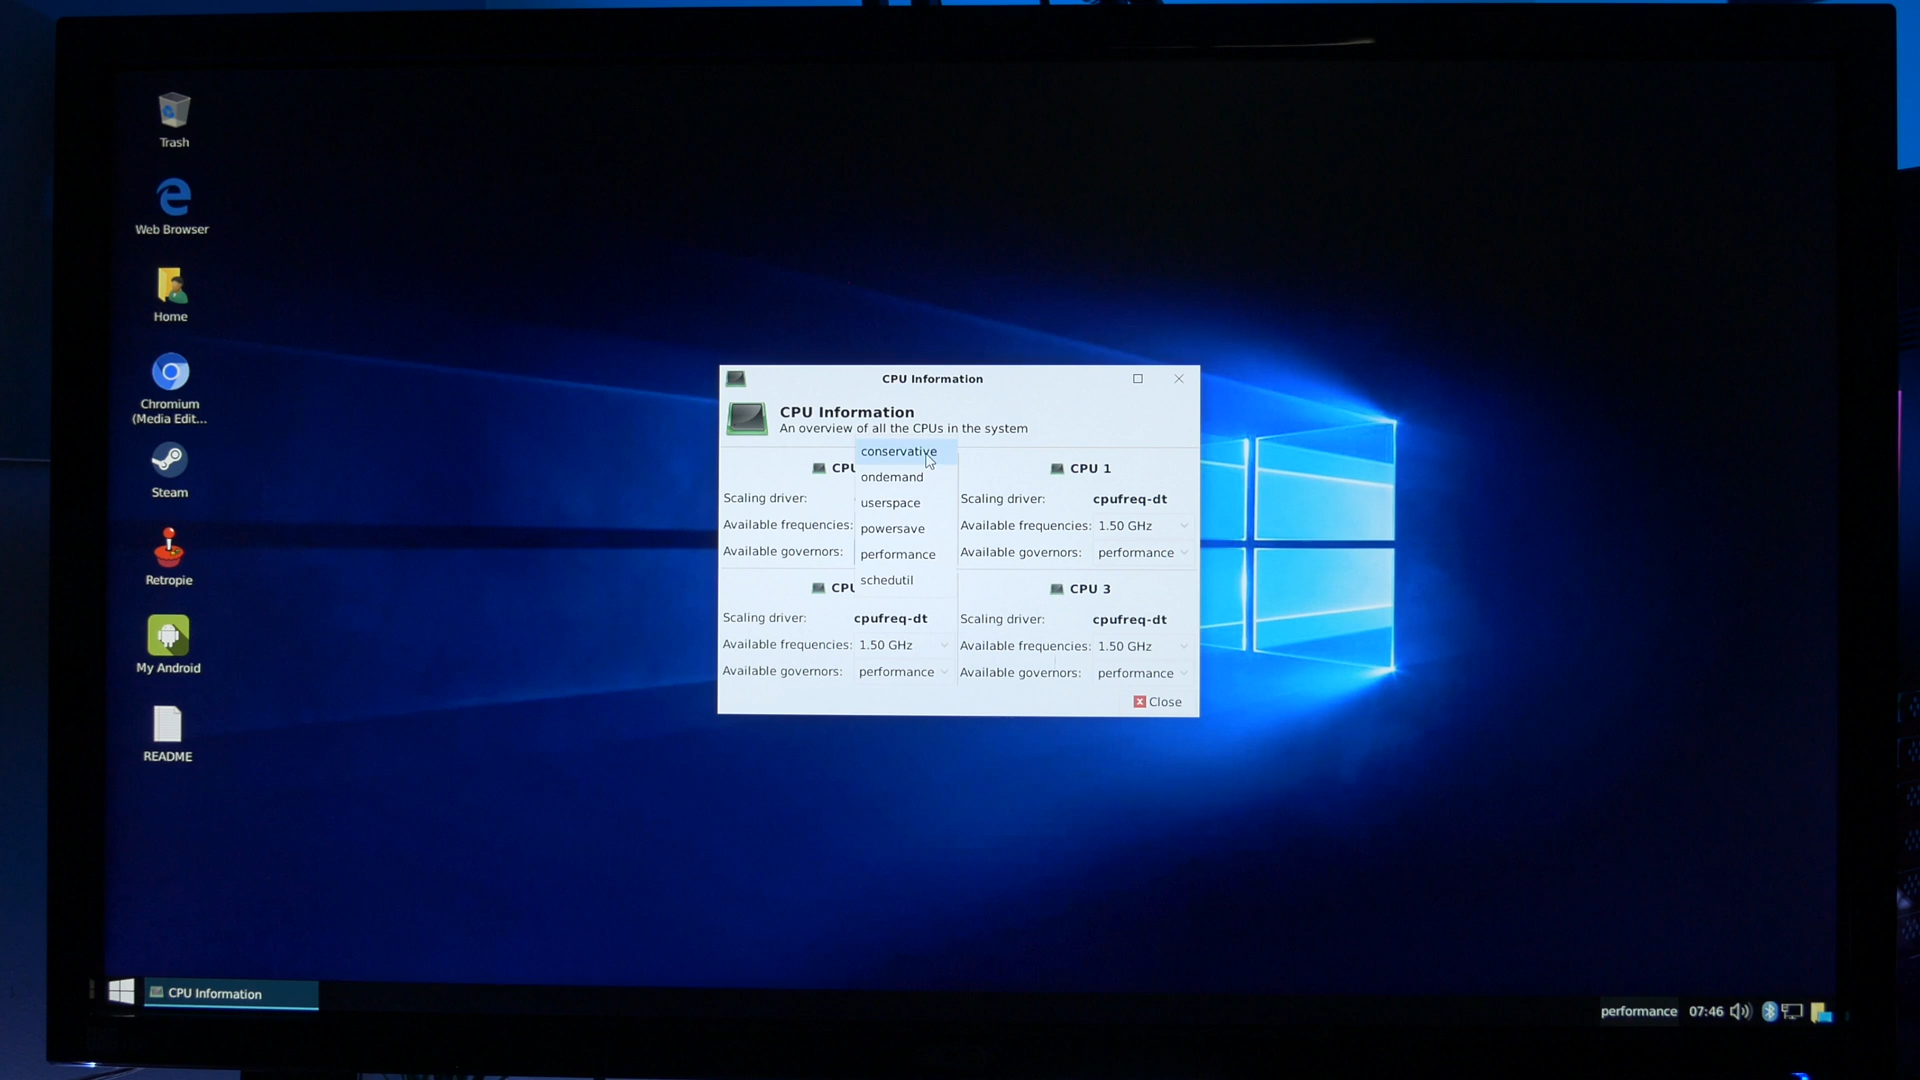 Trash
Web Browser
Home
Chromium
(Media Edit...
Steam
Retropie
My Android
README
CPU Information
CPU Information
An overview of all the CPUs in the system
CPU
Scaling driver:
Available frequencies:
Available governors:
conservative
ondemand
userspace
powersave
performance
schedutil
CPU 1
Scaling driver: cpufreq-dt
Available frequencies: 1.50 GHz
Available governors: performance
CPU
Scaling driver: cpufreq-dt
Available frequencies: 1.50 GHz
Available governors: performance
CPU 3
Scaling driver: cpufreq-dt
Available frequencies: 1.50 GHz
Available governors: performance
Close
CPU Information
performance 07:46